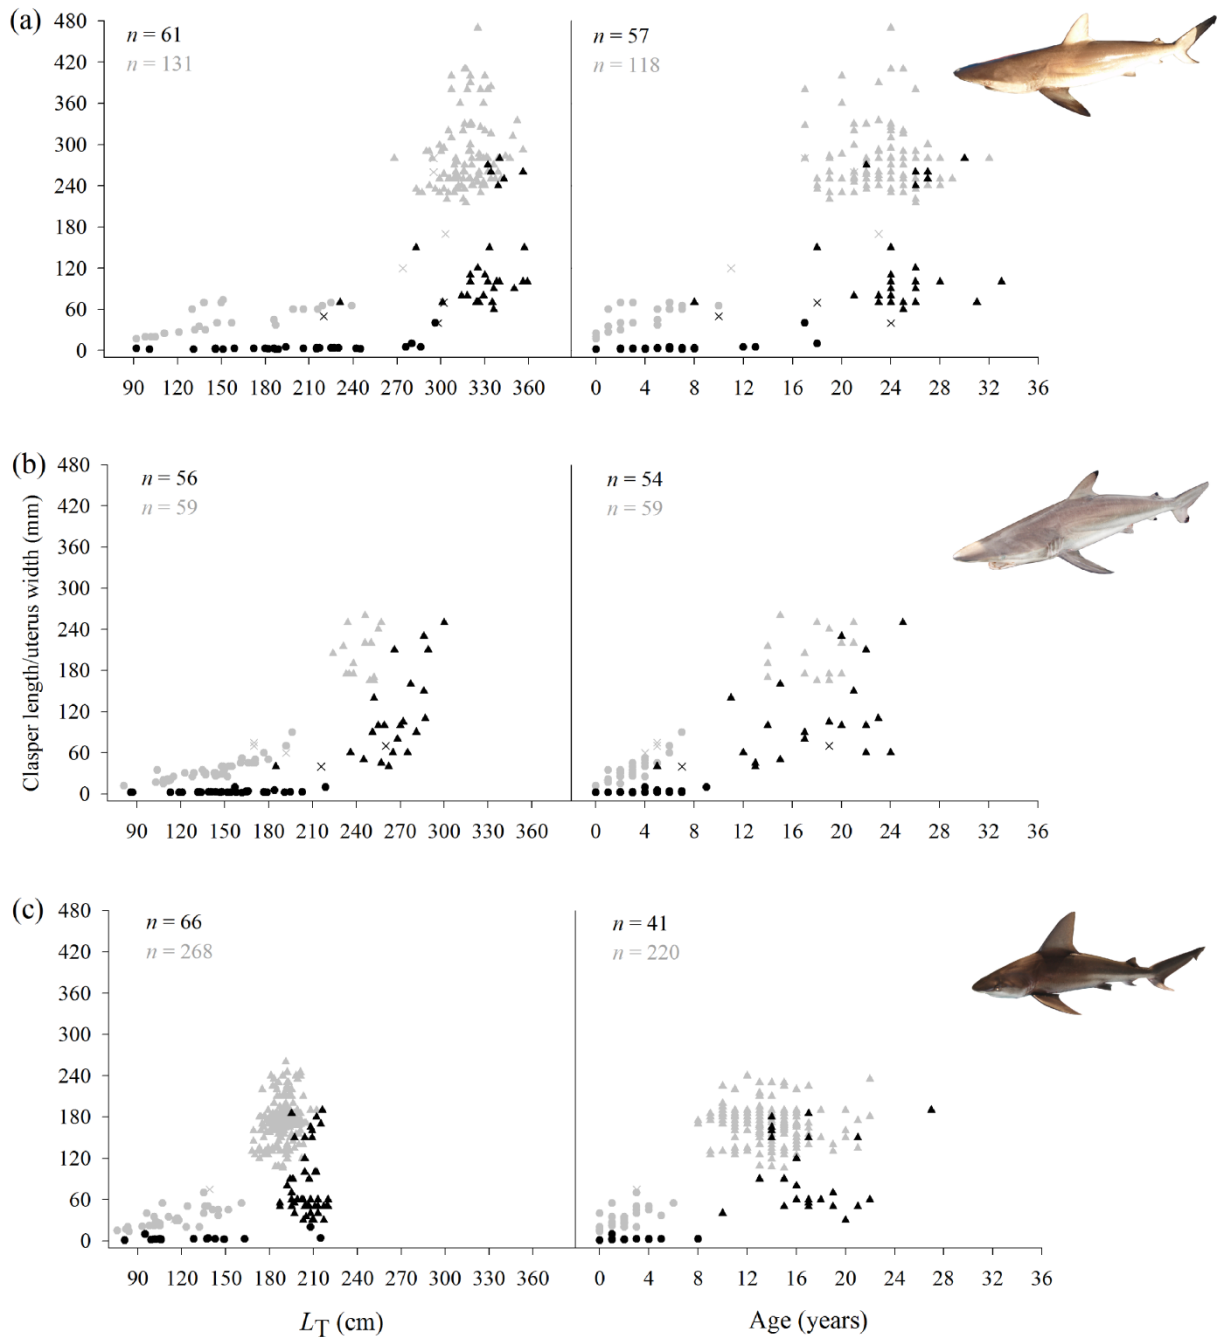 (a)
480
420
360
300
240
180
120
60
0
n = 61
n = 131
n = 57
n = 118
90 120 150 180 210 240 270 300 330 360
0 4 8 12 16 20 24 28 32 36
(b)
Clasper length/uterus width (mm)
480
420
360
300
240
180
120
60
0
n = 56
n = 59
n = 54
n = 59
90 120 150 180 210 240 270 300 330 360
0 4 8 12 16 20 24 28 32 36
(c)
480
420
360
300
240
180
120
60
0
n = 66
n = 268
n = 41
n = 220
90 120 150 180 210 240 270 300 330 360
0 4 8 12 16 20 24 28 32 36
LT (cm)
Age (years)